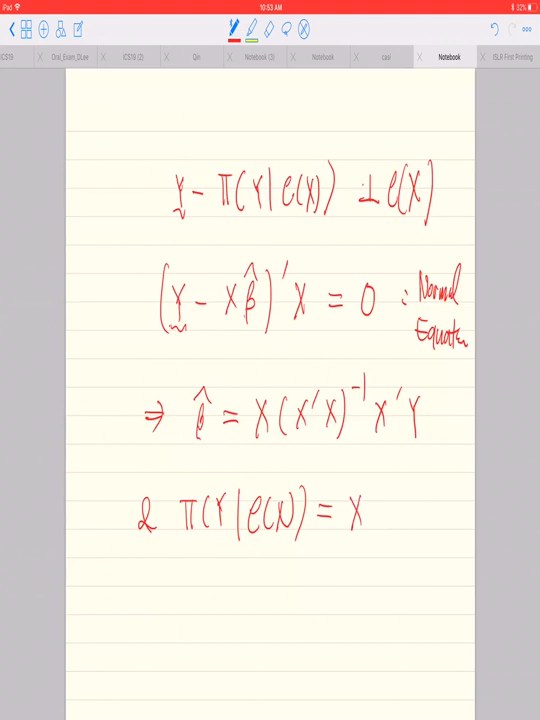 iPad 10:53 AM 32%
ICS19 Oral_Exam_DLee ICS19 (2) Qin Notebook (3) Notebook Notebook ISLR First Printing
Y - π(Y|C(X)) ⊥ C(X)
(Y - Xβ̂)'X = 0 : Normal
Equation
⇒ β̂ = X(X'X)⁻¹X'Y
& π(Y|C(X)) = X